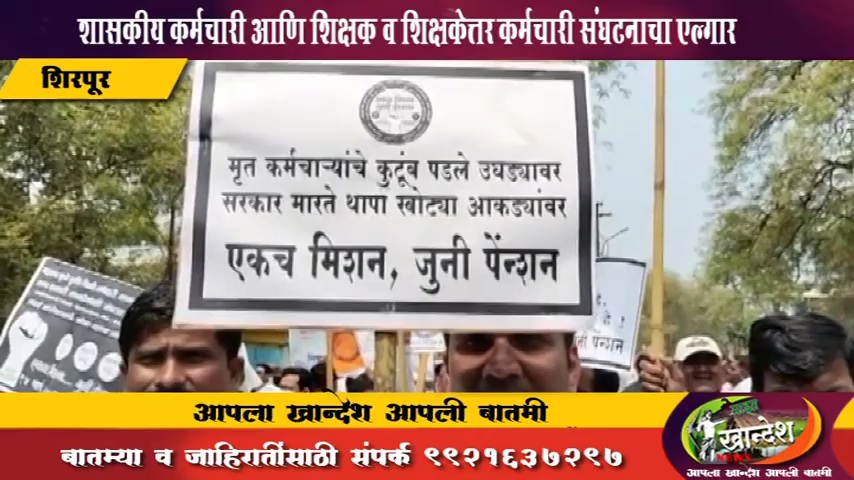 शासकीय कर्मचारी आणि शिक्षक व शिक्षकेत्तर कर्मचारी संघटनाचा एल्गार
शिरपूर
मृत कर्मचाऱ्यांचे कुटूंब पडले उघड्यांवर
सरकार मारते थापा खोट्या आकड्यांवर
एकच मिशन, जुनी पेंन्शन
पेंन्शन
आपला खान्देश आपली बातमी
बातम्या व जाहिरातींसाठी संपर्क ९९२१६३७२९७
खान्देश
NEWS
आपला खान्देश आपली बातमी